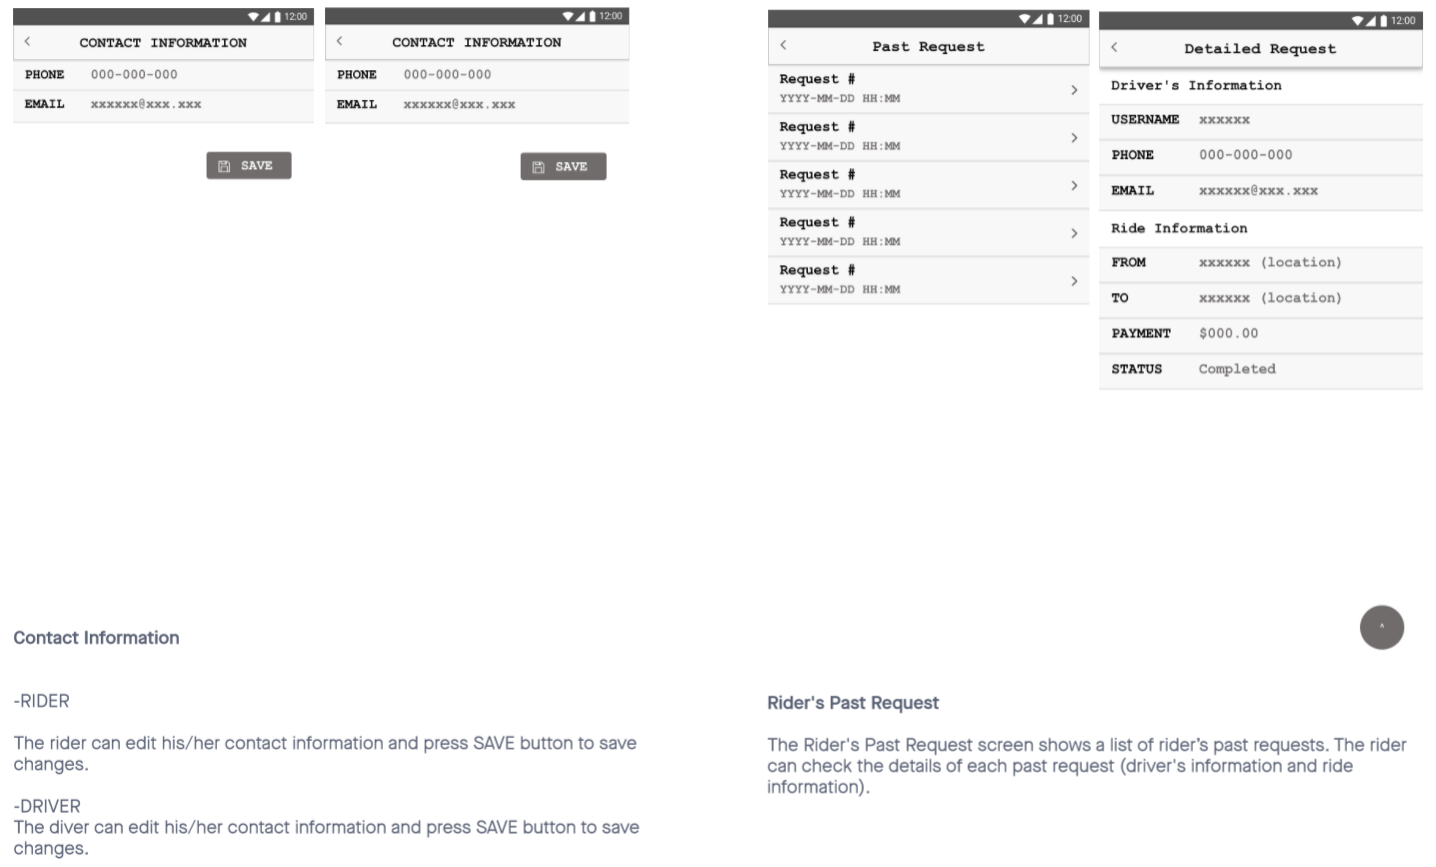 12:00
CONTACT INFORMATION
PHONE 000-000-000
EMAIL xxxxxx@xxx.xxx
SAVE
12:00
CONTACT INFORMATION
PHONE 000-000-000
EMAIL xxxxxx@xxx.xxx
SAVE
12:00
Past Request
Request #
YYYY-MM-DD HH:MM
Request #
YYYY-MM-DD HH:MM
Request #
YYYY-MM-DD HH:MM
Request #
YYYY-MM-DD HH:MM
Request #
YYYY-MM-DD HH:MM
12:00
Detailed Request
Driver's Information
USERNAME xxxxxx
PHONE 000-000-000
EMAIL xxxxxx@xxx.xxx
Ride Information
FROM xxxxxx (location)
TO xxxxxx (location)
PAYMENT $000.00
STATUS Completed
Contact Information
-RIDER
The rider can edit his/her contact information and press SAVE button to save
changes.
-DRIVER
The diver can edit his/her contact information and press SAVE button to save
changes.
Rider's Past Request
The Rider's Past Request screen shows a list of rider's past requests. The rider
can check the details of each past request (driver's information and ride
information).